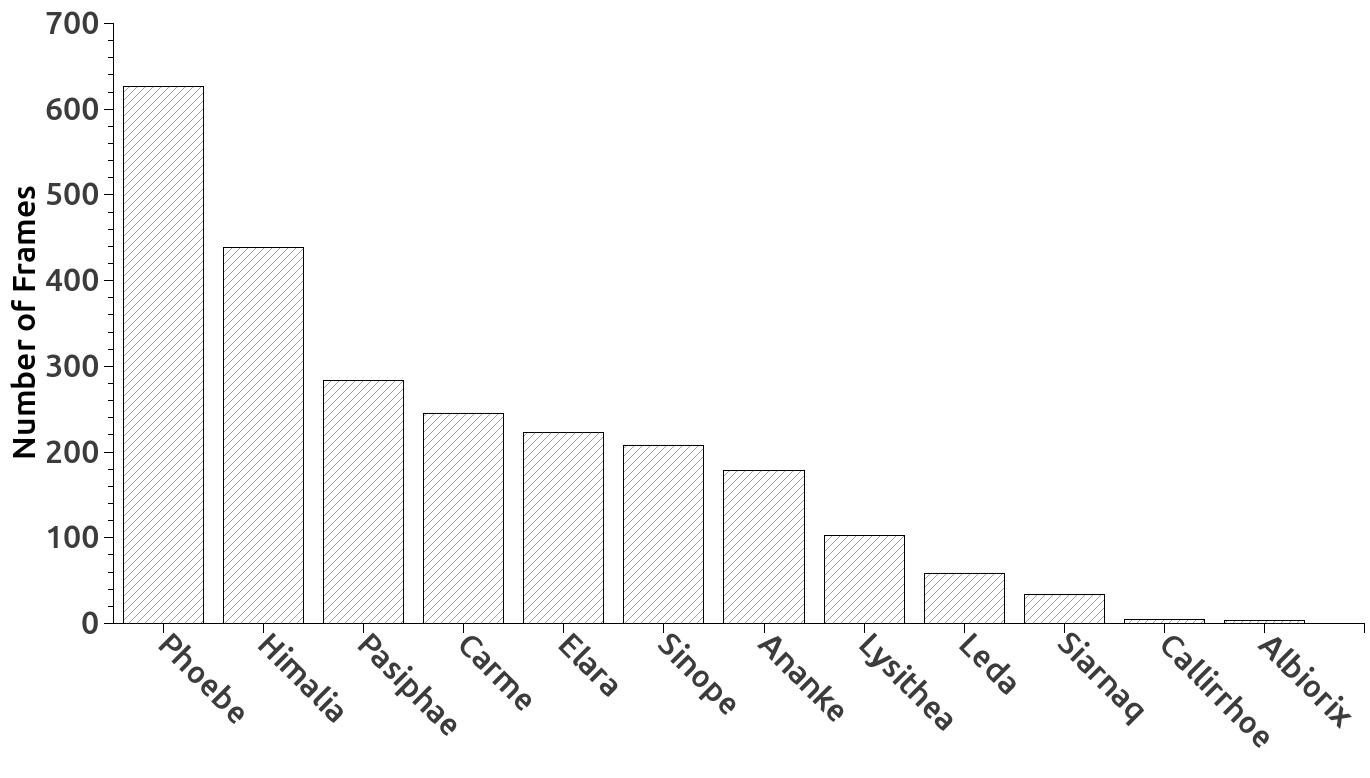 700
600
500
400
300
200
100
0
Number of Frames
Phoebe
Himalia
Pasiphae
Carme
Elara
Sinope
Ananke
Lysithea
Leda
Siarnaq
Callirrhoe
Albiorix